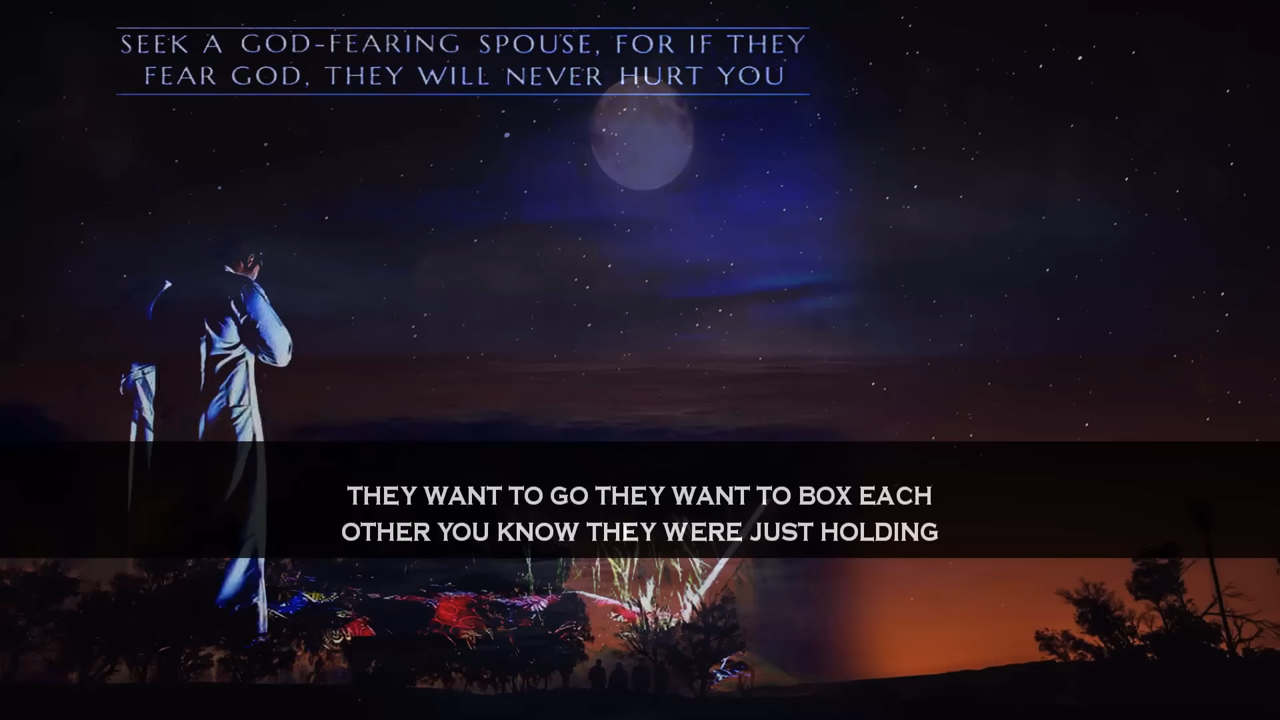 SEEK A GOD-FEARING SPOUSE, FOR IF THEY
FEAR GOD, THEY WILL NEVER HURT YOU
THEY WANT TO GO THEY WANT TO BOX EACH
OTHER YOU KNOW THEY WERE JUST HOLDING